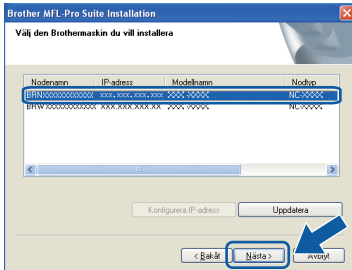 Brother MFL-Pro Suite Installation
Välj den Brothermaskin du vill installera
Nodenamn IP-adress Modellnamn Nodtyp
BRNXXXXXXXXXXXX xxx.xxx.xxx.xxx XXX-XXXX NC-XXXX
BRWXXXXXXXXXXXX xxx.xxx.xxx.xx XXX-XXXX NC-XXXX
Konfigurera IP-adress Uppdatera
< Bakåt Nästa > Avbryt